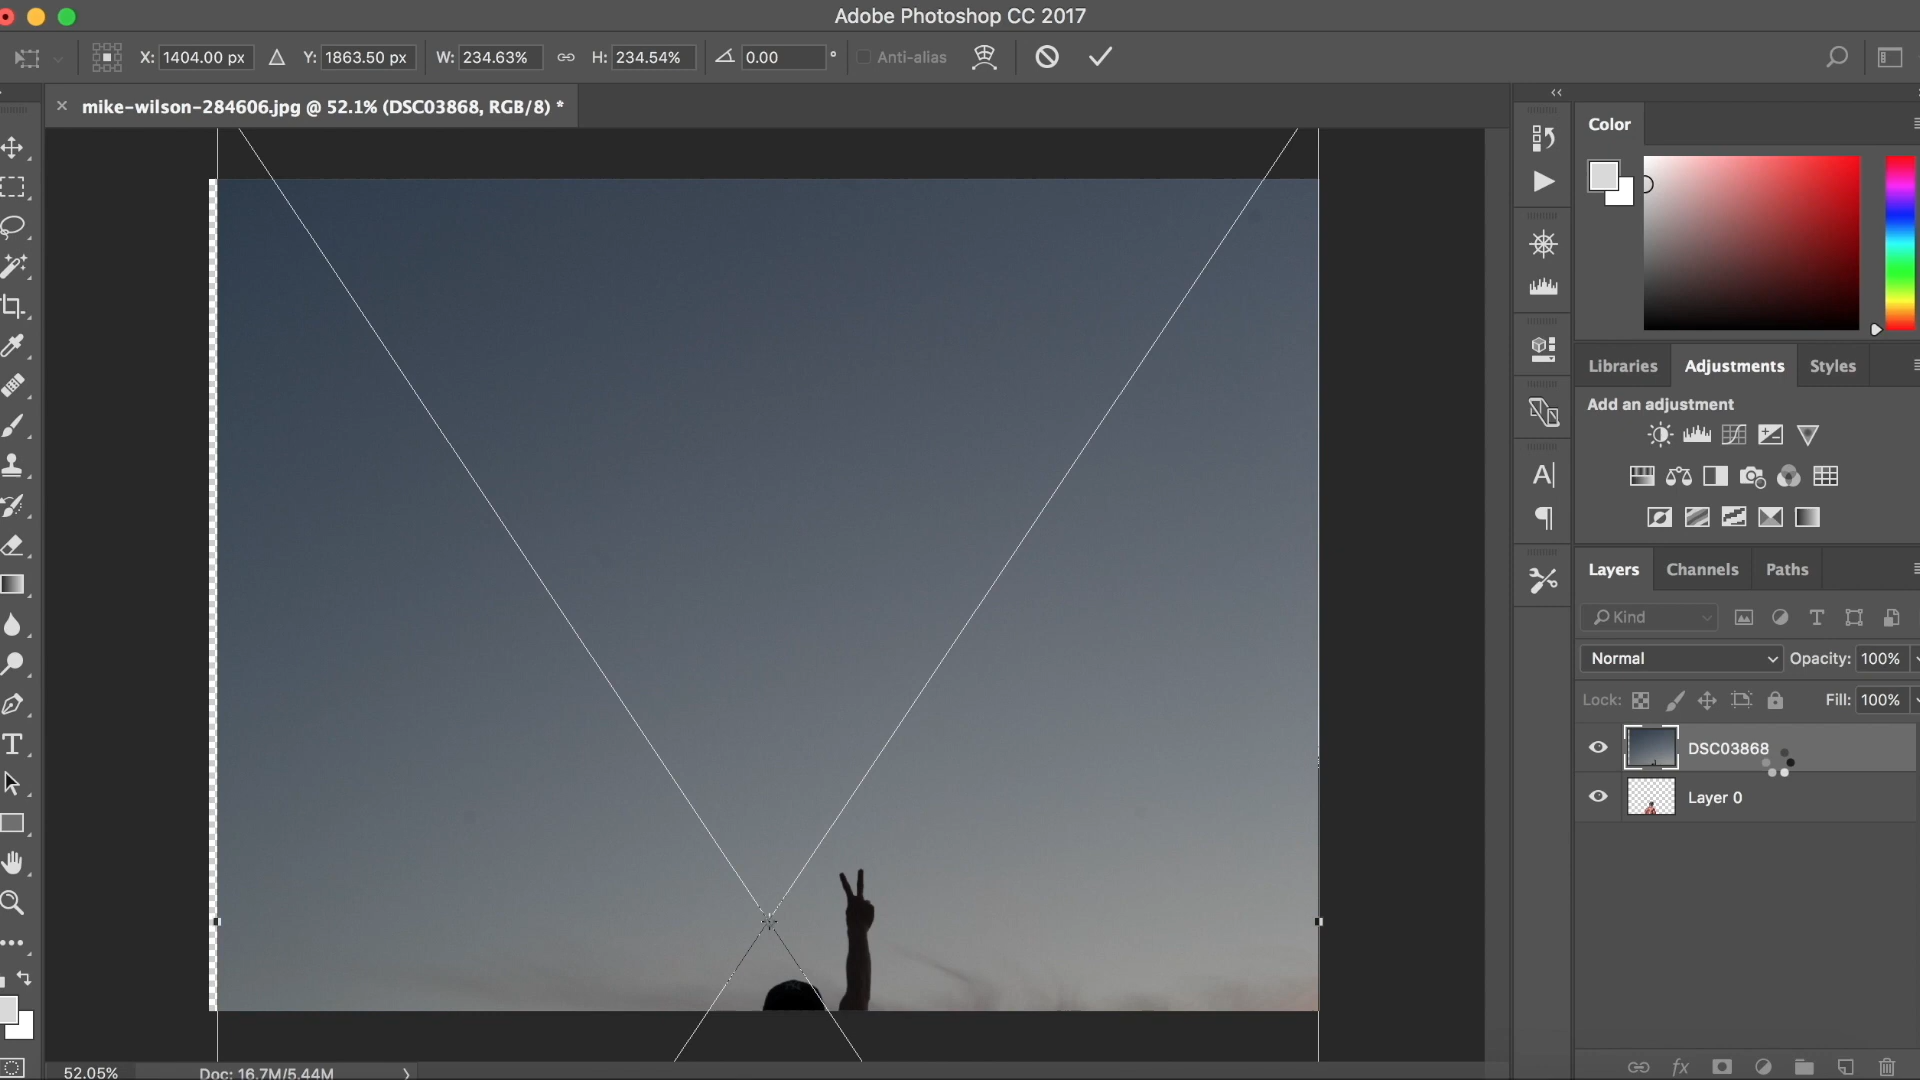 Adobe Photoshop CC 2017
X: 1404.00 px Y: 1863.50 px W: 234.63% H: 234.54% 0.00 ° Anti-alias
mike-wilson-284606.jpg @ 52.1% (DSC03868, RGB/8) *
Color
Libraries Adjustments Styles
Add an adjustment
Layers Channels Paths
Kind
Normal Opacity: 100%
Lock: Fill: 100%
DSC03868
Layer 0
52.05% Doc: 16.7M/5.44M